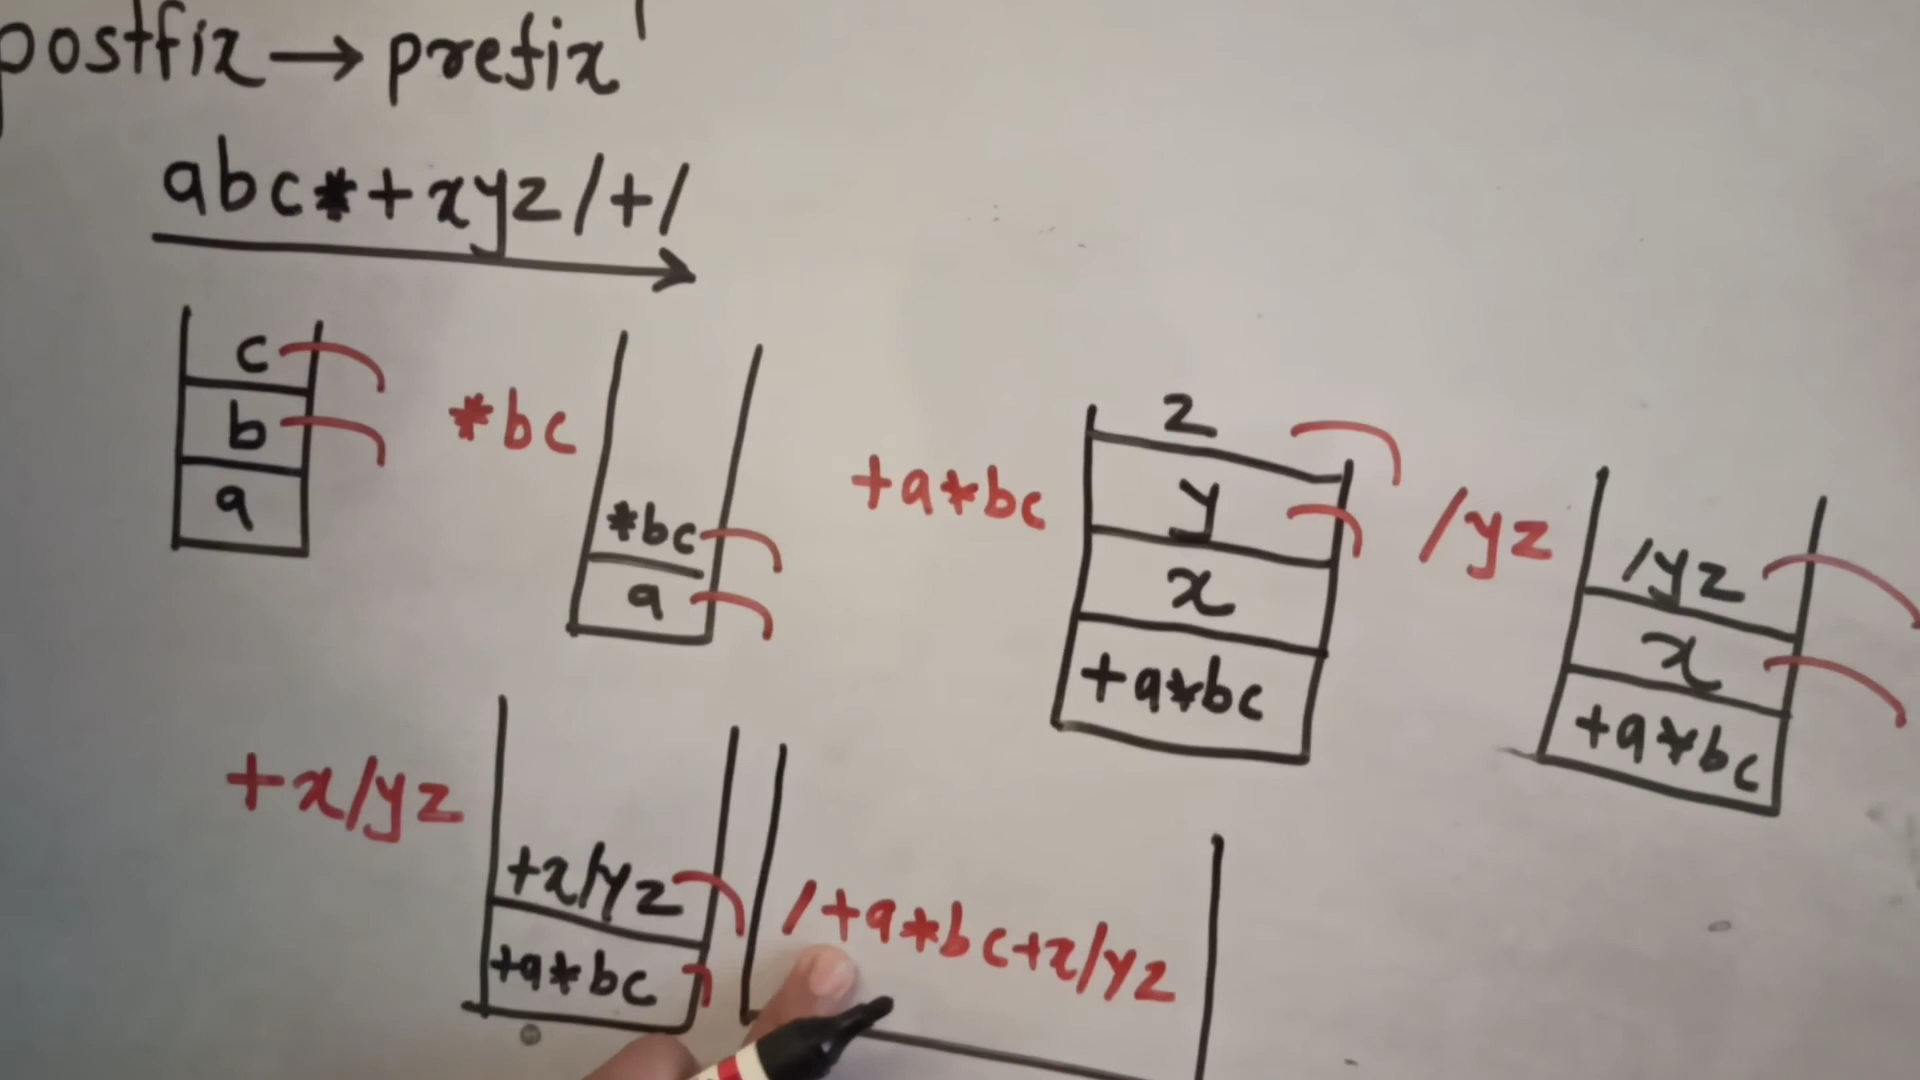 postfix → prefix
abc*+xyz/+/
c
b
a
*bc
*bc
a
+a*bc
z
y
x
+a*bc
/yz
/yz
x
+a*bc
+x/yz
+x/yz
+a*bc
/+a*bc+x/yz